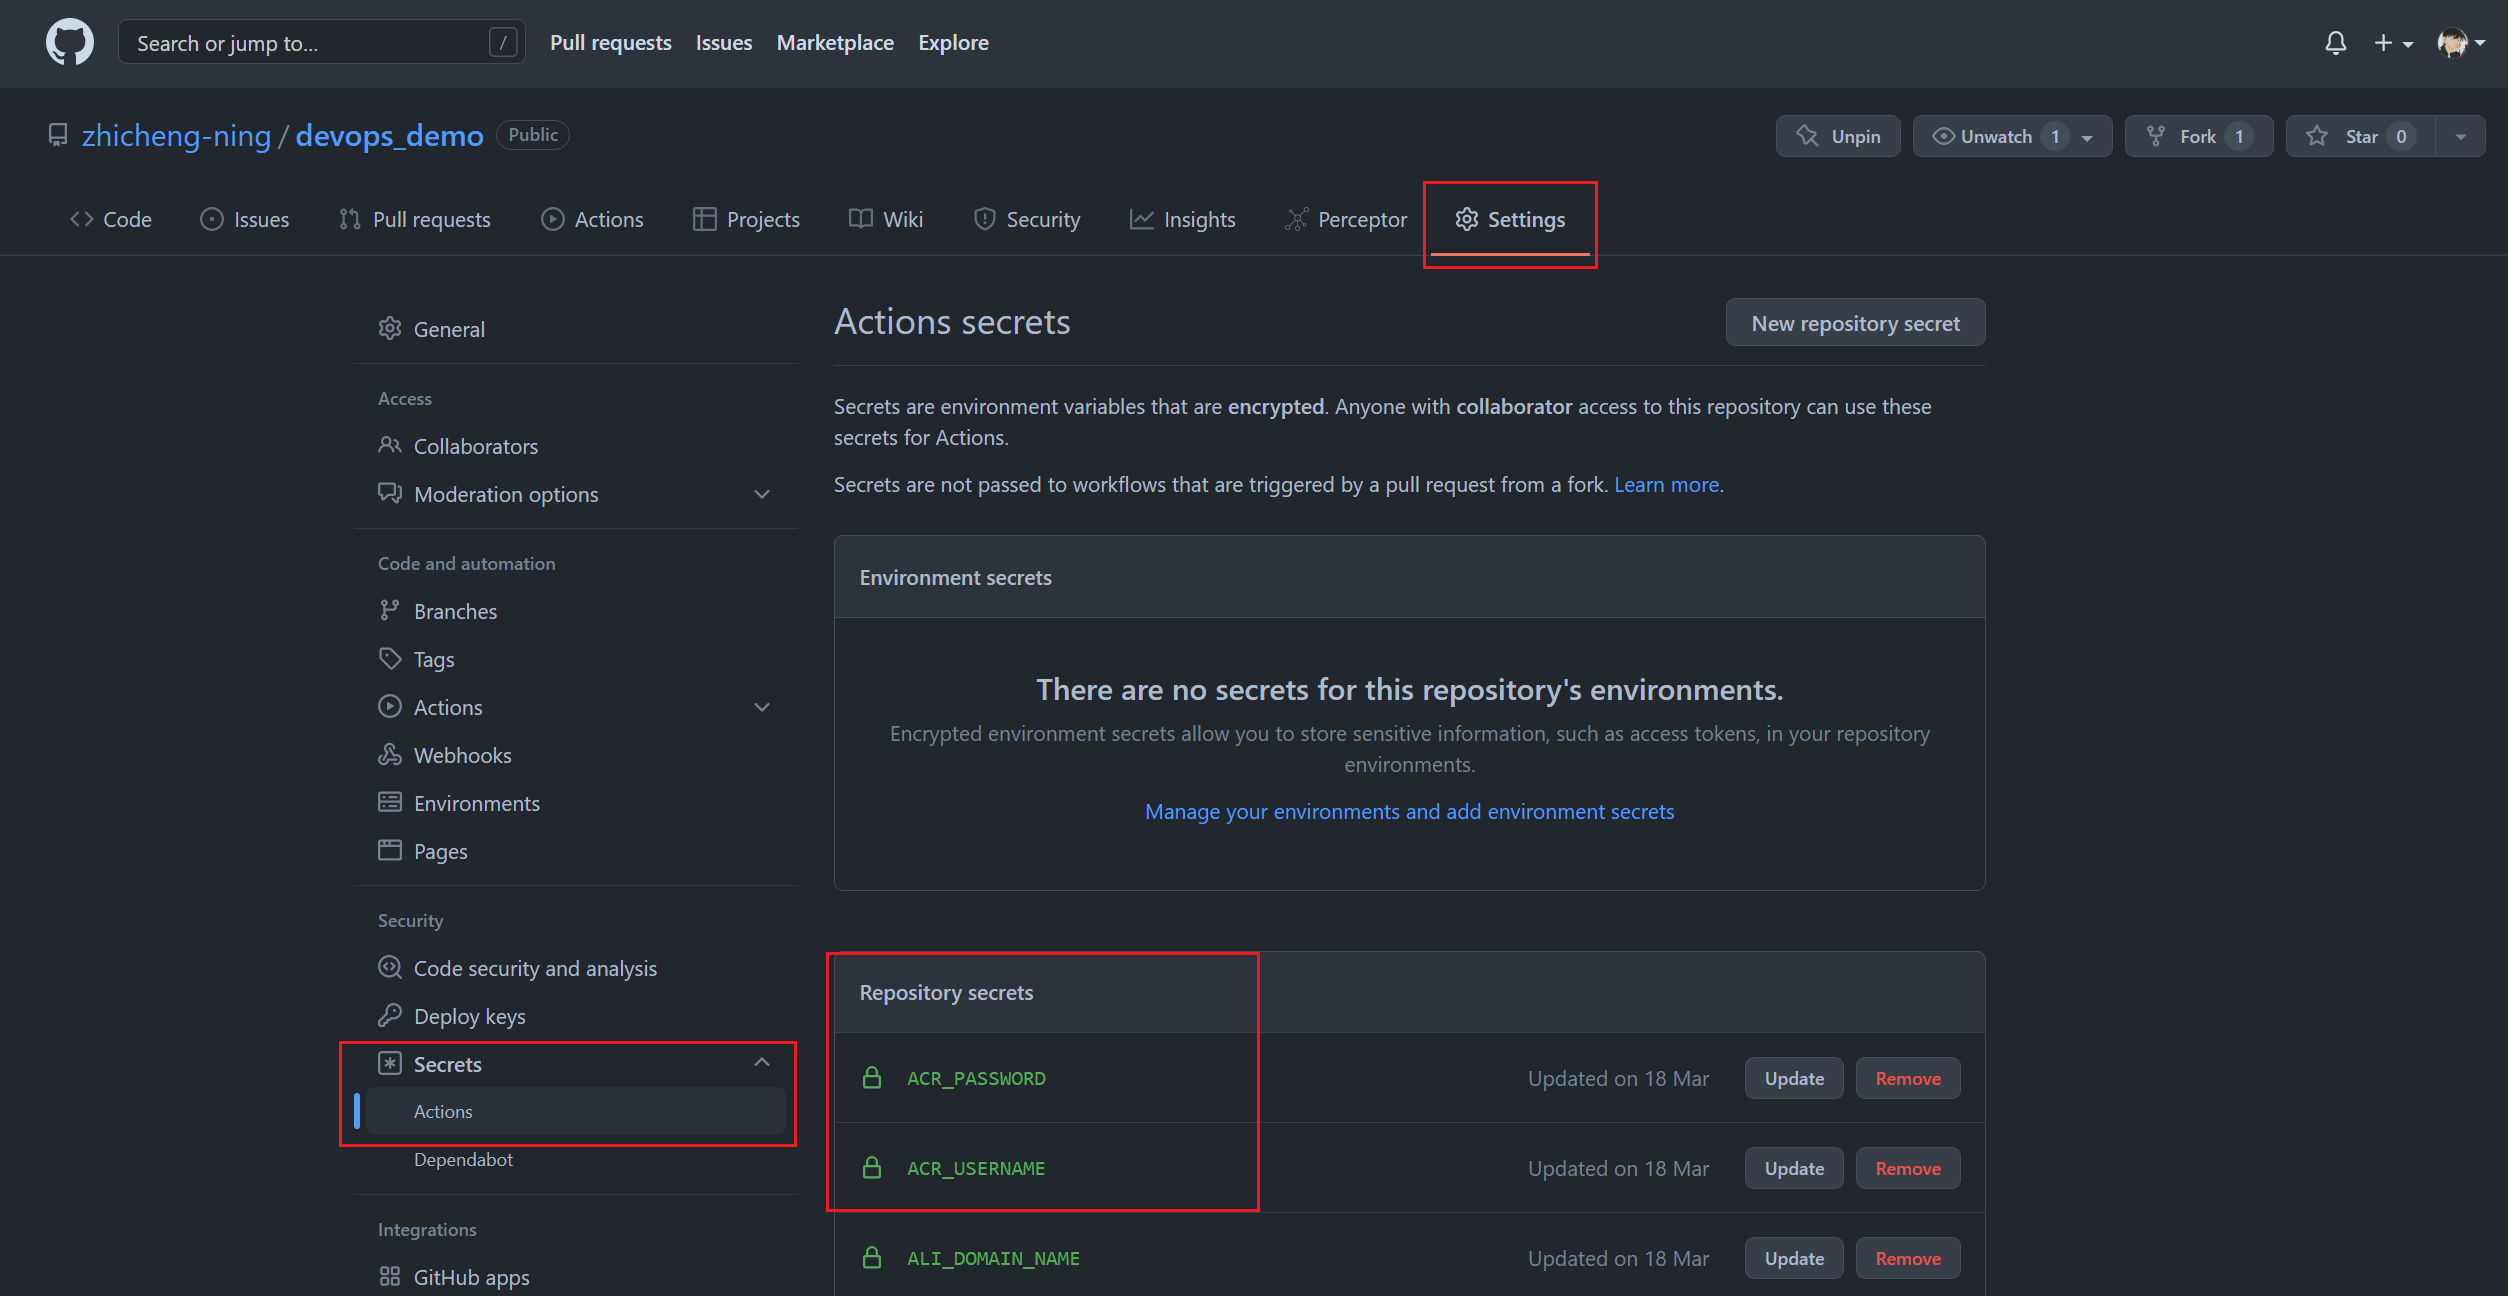 Search or jump to... /
Pull requests Issues Marketplace Explore
zhicheng-ning / devops_demo Public
Unpin Unwatch 1 Fork 1 Star 0
Code Issues Pull requests Actions Projects Wiki Security Insights Perceptor Settings
General
Access
Collaborators
Moderation options
Code and automation
Branches
Tags
Actions
Webhooks
Environments
Pages
Security
Code security and analysis
Deploy keys
Secrets
Actions
Dependabot
Integrations
GitHub apps
Actions secrets
New repository secret
Secrets are environment variables that are encrypted. Anyone with collaborator access to this repository can use these
secrets for Actions.
Secrets are not passed to workflows that are triggered by a pull request from a fork. Learn more.
Environment secrets
There are no secrets for this repository's environments.
Encrypted environment secrets allow you to store sensitive information, such as access tokens, in your repository
environments.
Manage your environments and add environment secrets
Repository secrets
ACR_PASSWORD Updated on 18 Mar Update Remove
ACR_USERNAME Updated on 18 Mar Update Remove
ALI_DOMAIN_NAME Updated on 18 Mar Update Remove